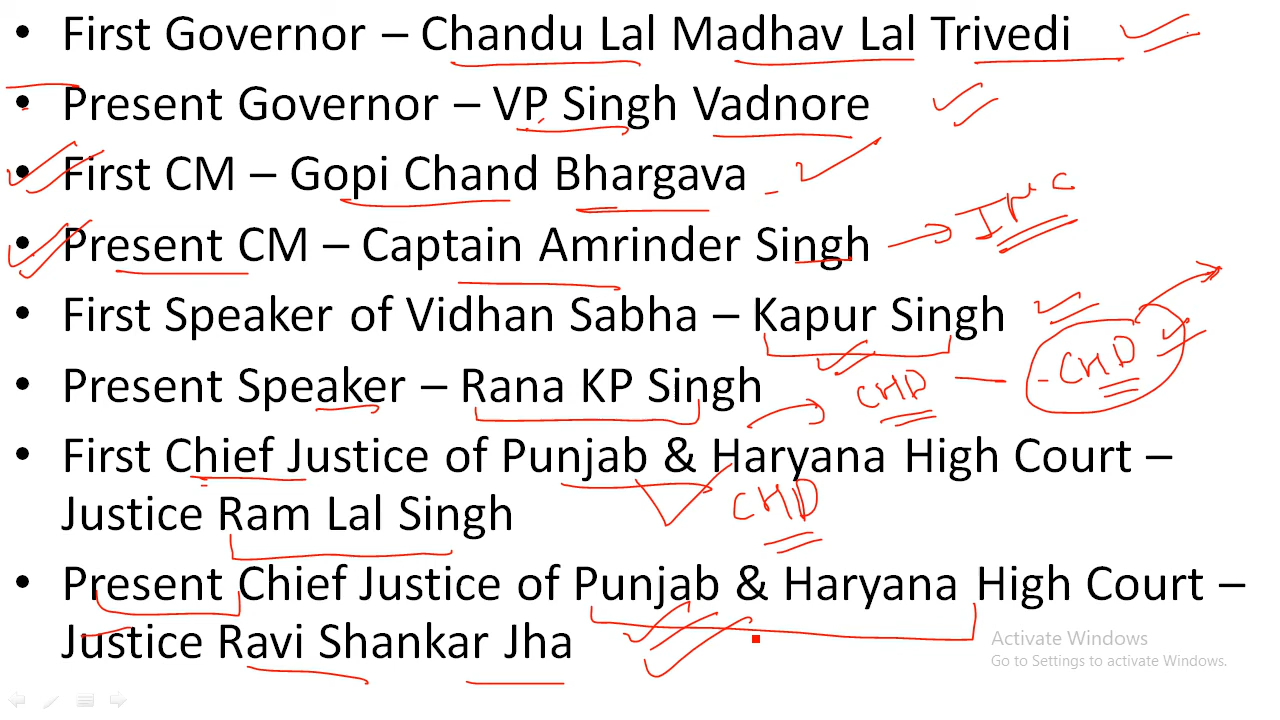 • First Governor – Chandu Lal Madhav Lal Trivedi
• Present Governor – VP Singh Vadnore
• First CM – Gopi Chand Bhargava
• Present CM – Captain Amrinder Singh
• First Speaker of Vidhan Sabha – Kapur Singh
CHD
• Present Speaker – Rana KP Singh
CHD
• First Chief Justice of Punjab & Haryana High Court –
Justice Ram Lal Singh
CHD
• Present Chief Justice of Punjab & Haryana High Court –
Justice Ravi Shankar Jha
Activate Windows
Go to Settings to activate Windows.